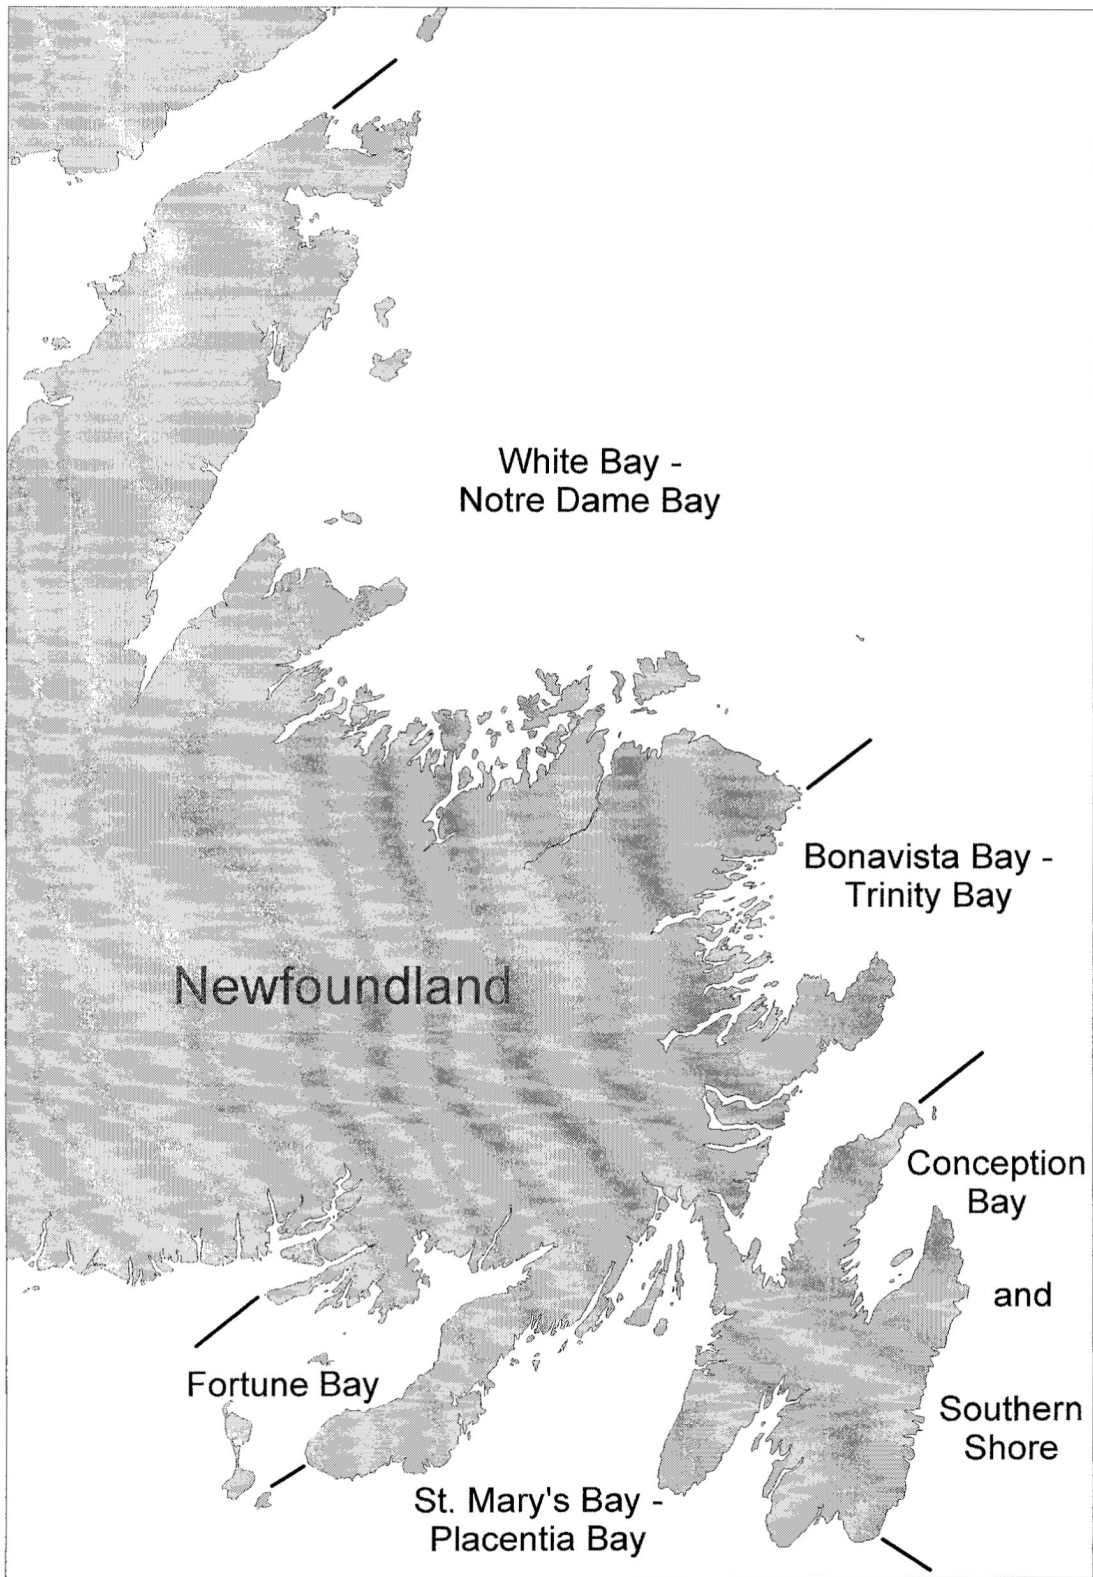 White Bay -
Notre Dame Bay
Bonavista Bay -
Trinity Bay
Newfoundland
Conception
Bay
and
Fortune Bay
Southern
Shore
St. Mary's Bay -
Placentia Bay